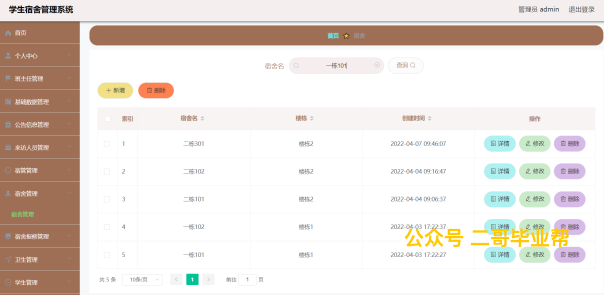 学生宿舍管理系统
管理员 admin 退出登录
首页
个人中心
班主任管理
基础数据管理
公告信息管理
来访人员管理
宿管管理
宿舍管理
宿舍管理
宿舍报修管理
卫生管理
学生管理
首页 宿舍
宿舍名 一栋101 查询
新增 删除
索引 宿舍名 楼栋 创建时间 操作
1 二栋301 楼栋2 2022-04-07 09:46:07 详情 修改 删除
2 二栋102 楼栋2 2022-04-04 09:16:47 详情 修改 删除
3 二栋101 楼栋2 2022-04-04 09:06:37 详情 修改 删除
4 一栋102 楼栋1 2022-04-03 17:22:37 详情 修改 删除
5 一栋101 楼栋1 2022-04-03 17:22:27 详情 修改 删除
公众号 二哥毕业帮
共 5 条 10条/页 1 前往 1 页